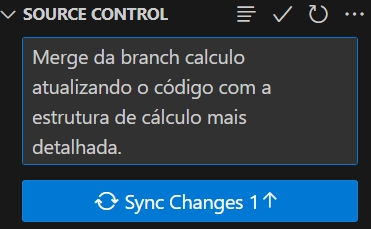 SOURCE CONTROL
Merge da branch calculo
atualizando o código com a
estrutura de cálculo mais
detalhada.
Sync Changes 1↑